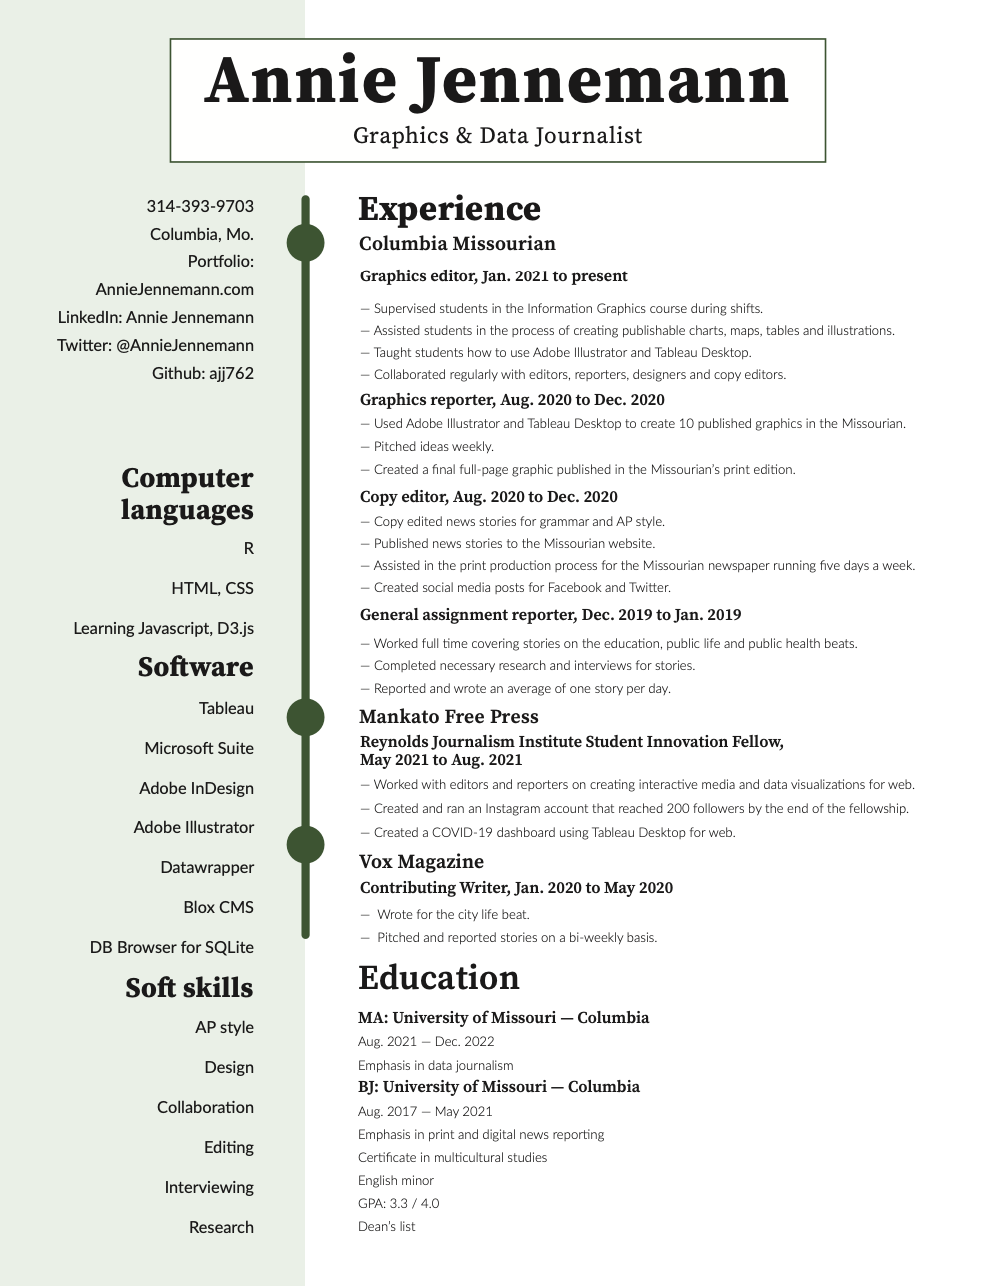 Annie Jennemann
Graphics & Data Journalist
314-393-9703
Columbia, Mo.
Portfolio:
AnnieJennemann.com
LinkedIn: Annie Jennemann
Twitter: @AnnieJennemann
Github: ajj762
Computer
languages
R
HTML, CSS
Learning Javascript, D3.js
Software
Tableau
Microsoft Suite
Adobe InDesign
Adobe Illustrator
Datawrapper
Blox CMS
DB Browser for SQLite
Soft skills
AP style
Design
Collaboration
Editing
Interviewing
Research
Experience
Columbia Missourian
Graphics editor, Jan. 2021 to present
— Supervised students in the Information Graphics course during shifts.
— Assisted students in the process of creating publishable charts, maps, tables and illustrations.
— Taught students how to use Adobe Illustrator and Tableau Desktop.
— Collaborated regularly with editors, reporters, designers and copy editors.
Graphics reporter, Aug. 2020 to Dec. 2020
— Used Adobe Illustrator and Tableau Desktop to create 10 published graphics in the Missourian.
— Pitched ideas weekly.
— Created a final full-page graphic published in the Missourian’s print edition.
Copy editor, Aug. 2020 to Dec. 2020
— Copy edited news stories for grammar and AP style.
— Published news stories to the Missourian website.
— Assisted in the print production process for the Missourian newspaper running five days a week.
— Created social media posts for Facebook and Twitter.
General assignment reporter, Dec. 2019 to Jan. 2019
— Worked full time covering stories on the education, public life and public health beats.
— Completed necessary research and interviews for stories.
— Reported and wrote an average of one story per day.
Mankato Free Press
Reynolds Journalism Institute Student Innovation Fellow,
May 2021 to Aug. 2021
— Worked with editors and reporters on creating interactive media and data visualizations for web.
— Created and ran an Instagram account that reached 200 followers by the end of the fellowship.
— Created a COVID-19 dashboard using Tableau Desktop for web.
Vox Magazine
Contributing Writer, Jan. 2020 to May 2020
— Wrote for the city life beat.
— Pitched and reported stories on a bi-weekly basis.
Education
MA: University of Missouri — Columbia
Aug. 2021 — Dec. 2022
Emphasis in data journalism
BJ: University of Missouri — Columbia
Aug. 2017 — May 2021
Emphasis in print and digital news reporting
Certificate in multicultural studies
English minor
GPA: 3.3 / 4.0
Dean’s list